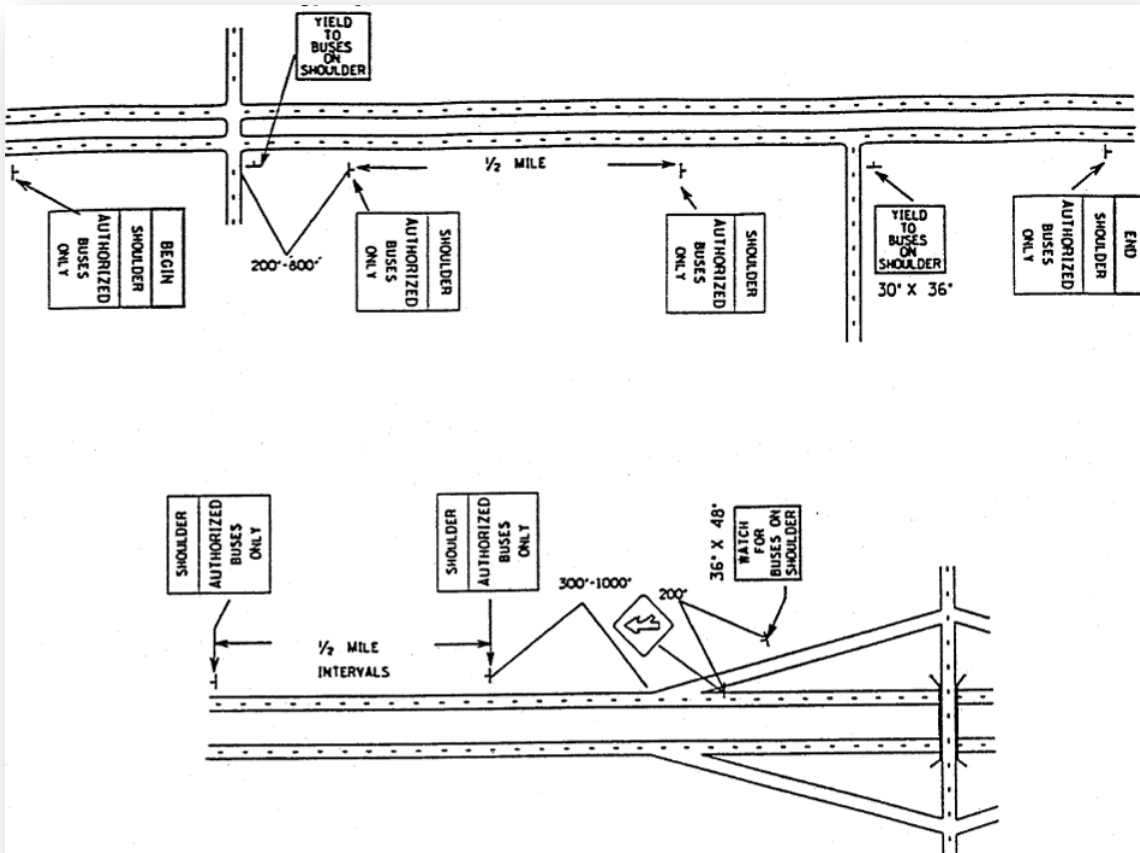 YIELD
TO
BUSES
ON
SHOULDER
1/2 MILE
BEGIN
SHOULDER
AUTHORIZED
BUSES
ONLY
200'-800'
SHOULDER
AUTHORIZED
BUSES
ONLY
SHOULDER
AUTHORIZED
BUSES
ONLY
YIELD
TO
BUSES
ON
SHOULDER
30" X 36"
END
SHOULDER
AUTHORIZED
BUSES
ONLY
SHOULDER
AUTHORIZED
BUSES
ONLY
SHOULDER
AUTHORIZED
BUSES
ONLY
1/2 MILE
INTERVALS
300'-1000'
200'
36" X 48"
WATCH
FOR
BUSES ON
SHOULDER